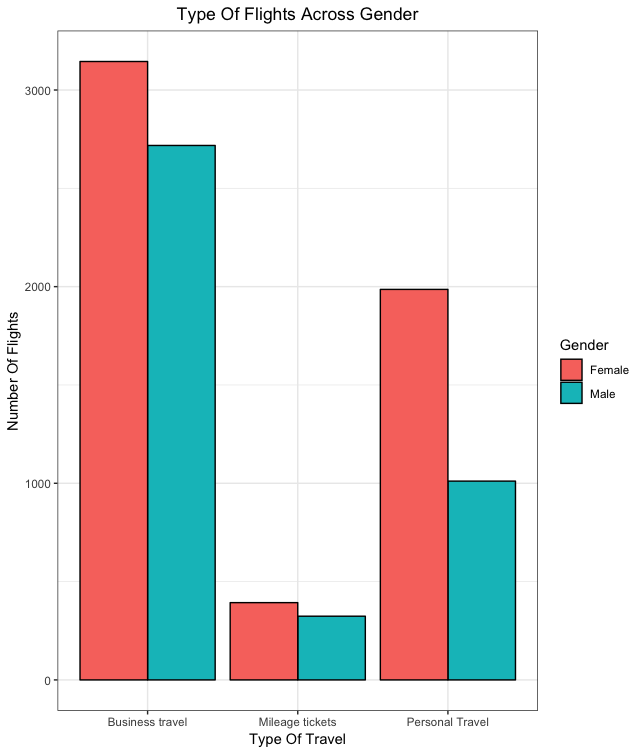 Type Of Flights Across Gender
3000
2000
1000
0
Number Of Flights
Business travel
Mileage tickets
Personal Travel
Type Of Travel
Gender
Female
Male